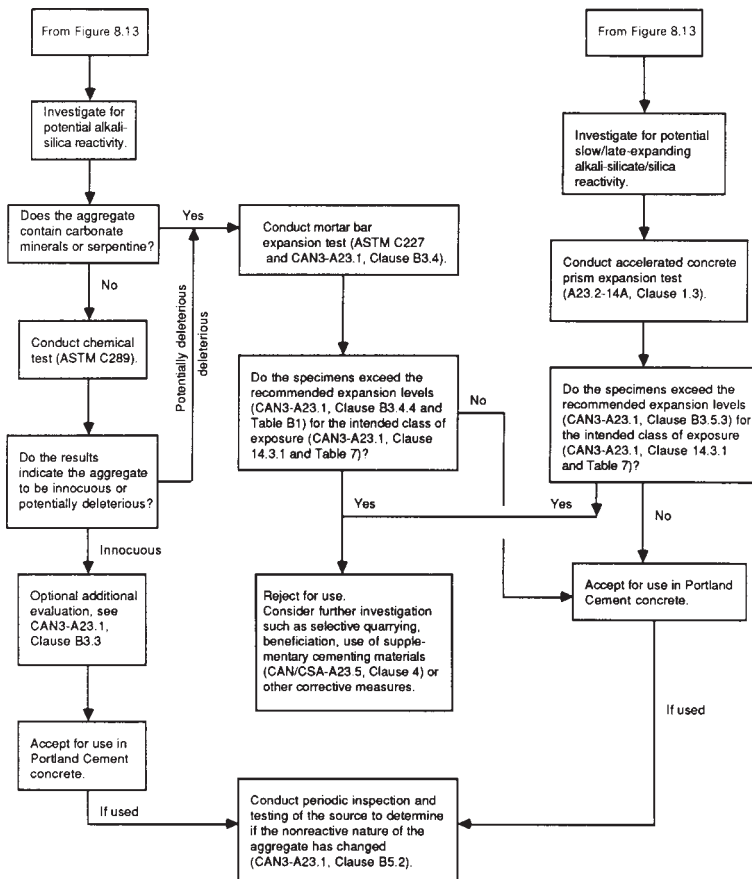 From Figure 8.13
Investigate for
potential alkali-
silica reactivity.
Does the aggregate
contain carbonate
minerals or serpentine?
Yes
No
Conduct chemical
test (ASTM C289).
Potentially deleterious
deleterious
Do the results
indicate the aggregate
to be innocuous or
potentially deleterious?
Innocuous
Optional additional
evaluation, see
CAN3-A23.1,
Clause B3.3
Accept for use in
Portland Cement
concrete.
If used
Conduct mortar bar
expansion test (ASTM C227
and CAN3-A23.1, Clause B3.4).
Do the specimens exceed the
recommended expansion levels
(CAN3-A23.1, Clause B3.4.4 and
Table B1) for the intended class of
exposure (CAN3-A23.1, Clause
14.3.1 and Table 7)?
No
Yes
Reject for use.
Consider further investigation
such as selective quarrying,
beneficiation, use of supple-
mentary cementing materials
(CAN/CSA-A23.5, Clause 4) or
other corrective measures.
From Figure 8.13
Investigate for potential
slow/late-expanding
alkali-silicate/silica
reactivity.
Conduct accelerated concrete
prism expansion test
(A23.2-14A, Clause 1.3).
Do the specimens exceed the
recommended expansion levels
(CAN3-A23.1, Clause B3.5.3) for
the intended class of exposure
(CAN3-A23.1, Clause 14.3.1
and Table 7)?
Yes
No
Accept for use in Portland
Cement concrete.
If used
Conduct periodic inspection and
testing of the source to determine
if the nonreactive nature of the
aggregate has changed
(CAN3-A23.1, Clause B5.2).